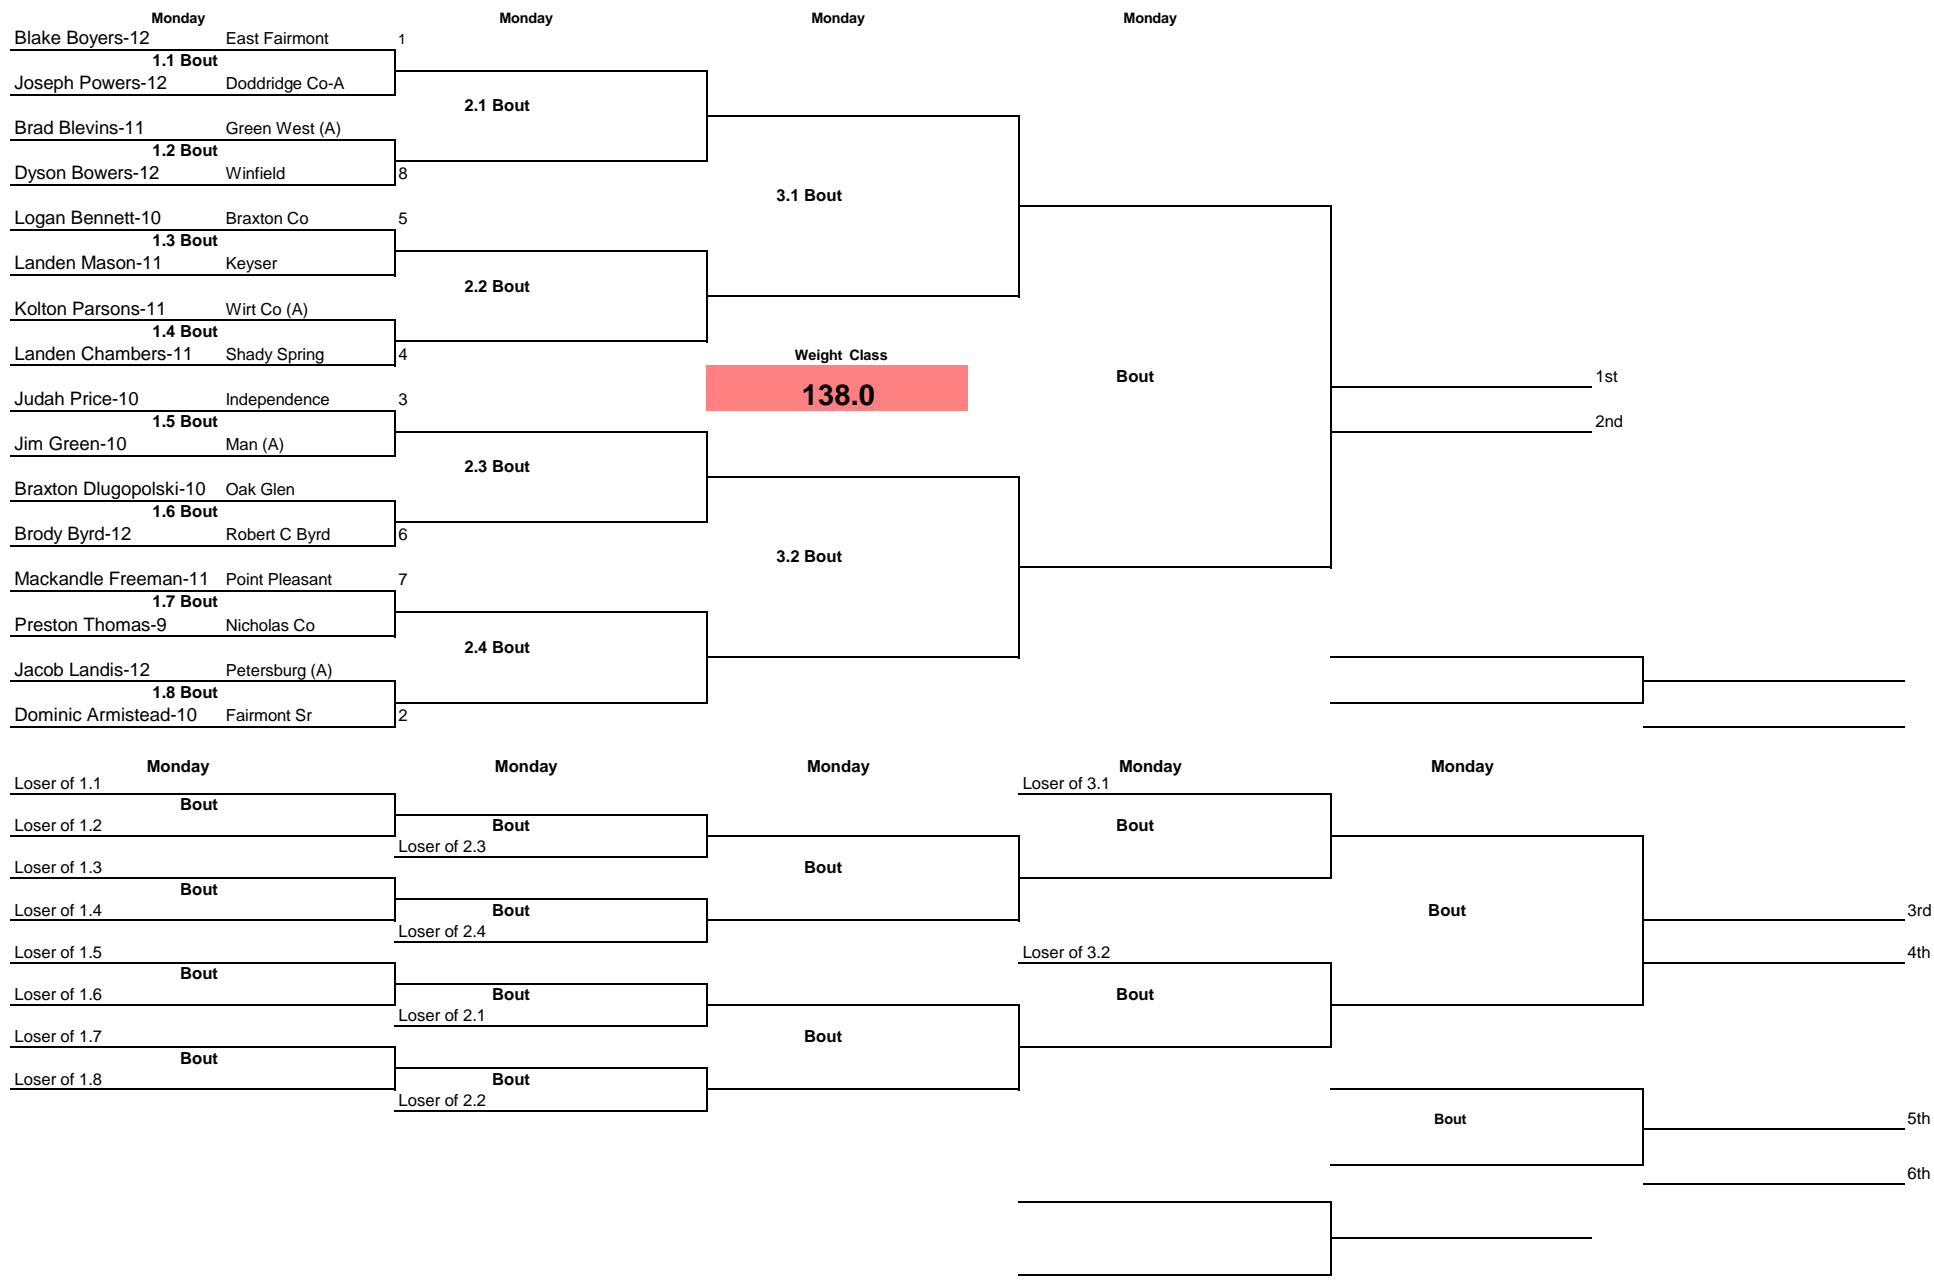 Monday Monday Monday Monday
Blake Boyers-12 East Fairmont 1
1.1 Bout
Joseph Powers-12 Doddridge Co-A
2.1 Bout
Brad Blevins-11 Green West (A)
1.2 Bout
Dyson Bowers-12 Winfield 8
3.1 Bout
Logan Bennett-10 Braxton Co 5
1.3 Bout
Landen Mason-11 Keyser
2.2 Bout
Kolton Parsons-11 Wirt Co (A)
1.4 Bout
Landen Chambers-11 Shady Spring 4
Weight Class
Bout 1st
138.0
Judah Price-10 Independence 3
1.5 Bout 2nd
Jim Green-10 Man (A)
2.3 Bout
Braxton Dlugopolski-10 Oak Glen
1.6 Bout
Brody Byrd-12 Robert C Byrd 6
3.2 Bout
Mackandle Freeman-11 Point Pleasant 7
1.7 Bout
Preston Thomas-9 Nicholas Co
2.4 Bout
Jacob Landis-12 Petersburg (A)
1.8 Bout
Dominic Armistead-10 Fairmont Sr 2
Monday Monday Monday Monday Monday
Loser of 1.1 Loser of 3.1
Bout
Loser of 1.2 Bout Bout
Loser of 2.3
Loser of 1.3 Bout
Bout
Loser of 1.4 Bout Bout 3rd
Loser of 2.4
Loser of 1.5 Loser of 3.2 4th
Bout
Loser of 1.6 Bout Bout
Loser of 2.1
Loser of 1.7 Bout
Bout
Loser of 1.8 Bout
Loser of 2.2
Bout 5th
6th